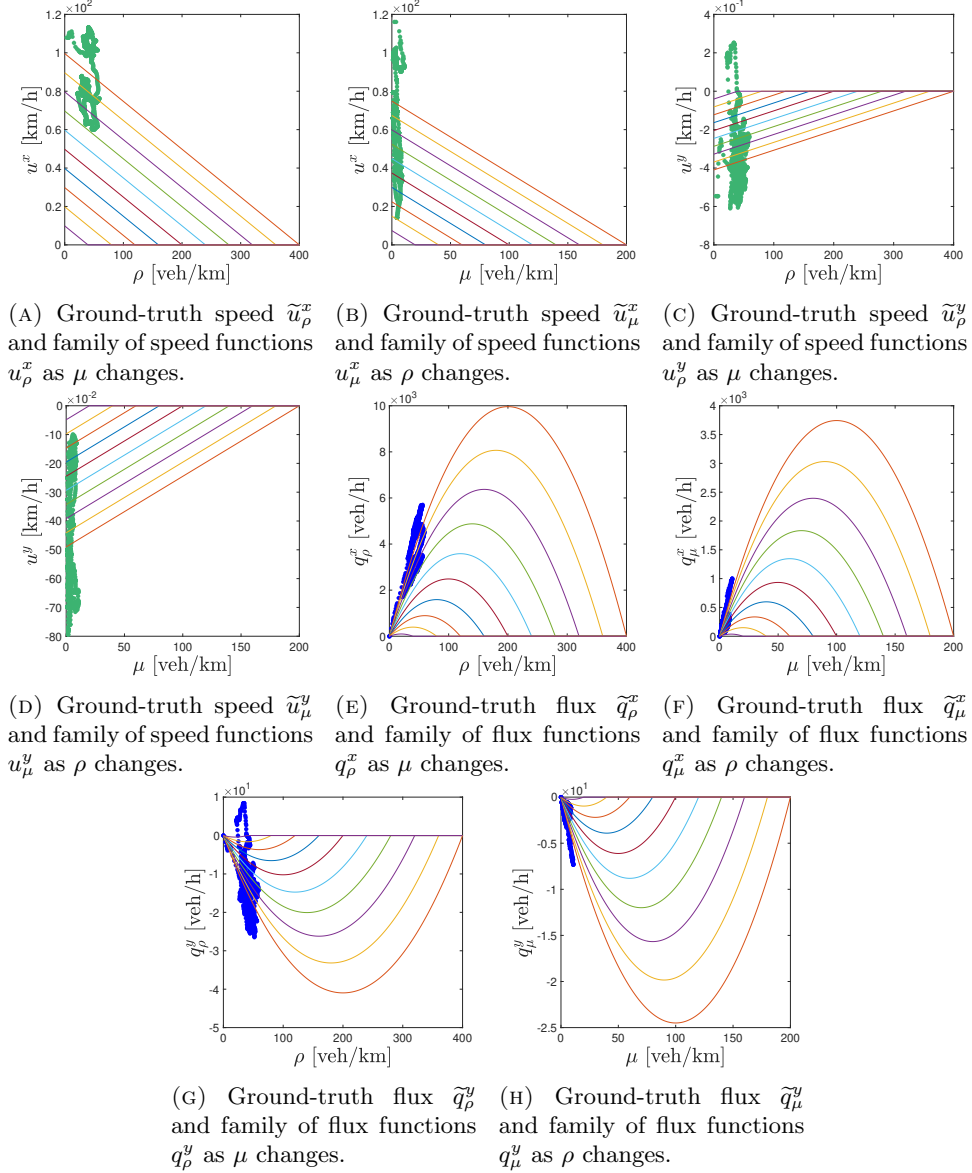 ×10²
×10²
×10⁻¹
1.2
1
0.8
0.6
0.4
0.2
0
u^x [km/h]
0 100 200 300 400
ρ [veh/km]
1.2
1
0.8
0.6
0.4
0.2
0
u^x [km/h]
0 50 100 150 200
μ [veh/km]
4
2
0
-2
-4
-6
-8
u^y [km/h]
0 100 200 300 400
ρ [veh/km]
(A) Ground-truth speed ũ^x_ρ
and family of speed functions
u^x_ρ as μ changes.
(B) Ground-truth speed ũ^x_μ
and family of speed functions
u^x_μ as ρ changes.
(C) Ground-truth speed ũ^y_ρ
and family of speed functions
u^y_ρ as μ changes.
×10⁻²
0
-10
-20
-30
-40
-50
-60
-70
-80
u^y [km/h]
0 50 100 150 200
μ [veh/km]
×10³
10
8
6
4
2
0
q^x_ρ [veh/h]
0 100 200 300 400
ρ [veh/km]
×10³
4
3.5
3
2.5
2
1.5
1
0.5
0
q^x_μ [veh/h]
0 50 100 150 200
μ [veh/km]
(D) Ground-truth speed ũ^y_μ
and family of speed functions
u^y_μ as ρ changes.
(E) Ground-truth flux q̃^x_ρ
and family of flux functions
q^x_ρ as μ changes.
(F) Ground-truth flux q̃^x_μ
and family of flux functions
q^x_μ as ρ changes.
×10¹
1
0
-1
-2
-3
-4
-5
q^y_ρ [veh/h]
0 100 200 300 400
ρ [veh/km]
×10¹
0
-0.5
-1
-1.5
-2
-2.5
q^y_μ [veh/h]
0 50 100 150 200
μ [veh/km]
(G) Ground-truth flux q̃^y_ρ
and family of flux functions
q^y_ρ as μ changes.
(H) Ground-truth flux q̃^y_μ
and family of flux functions
q^y_μ as ρ changes.